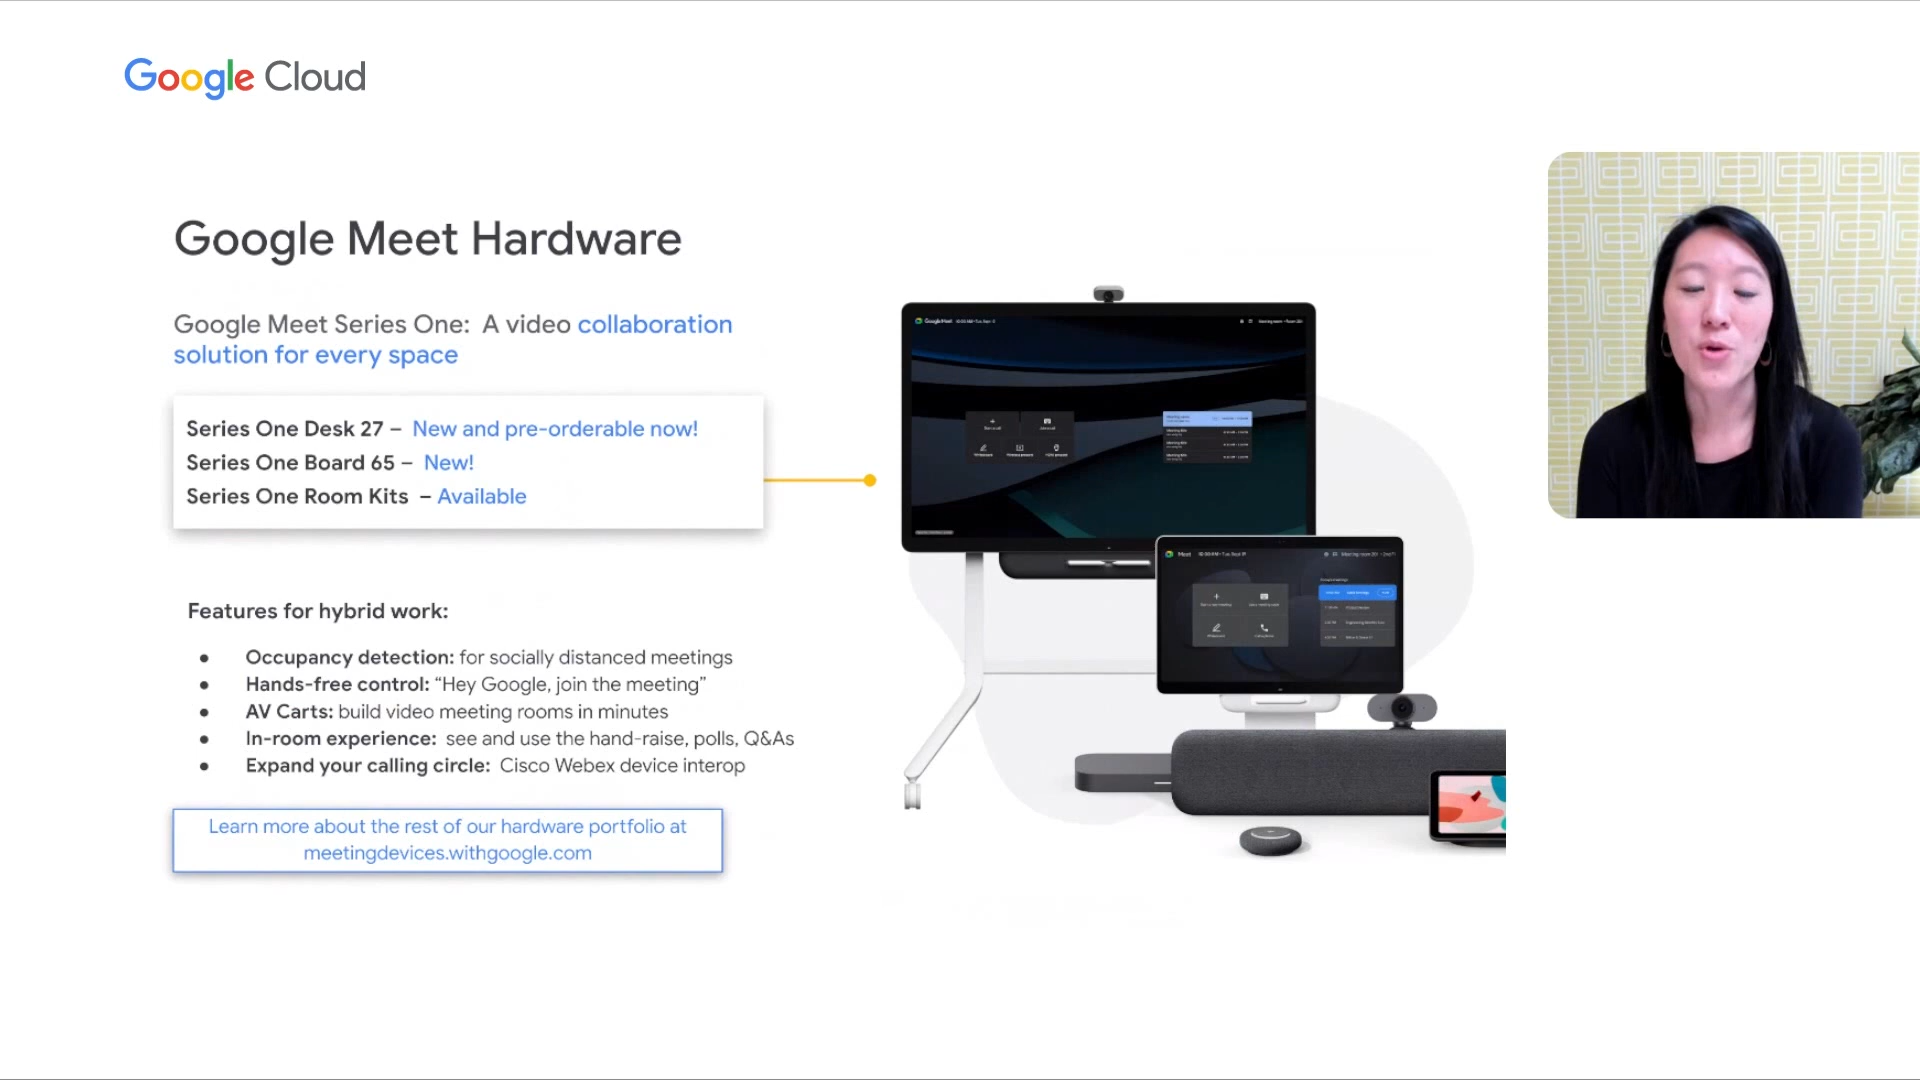 Google Cloud
Google Meet Hardware
Google Meet Series One: A video collaboration
solution for every space
Series One Desk 27 – New and pre-orderable now!
Series One Board 65 – New!
Series One Room Kits – Available
Features for hybrid work:
● Occupancy detection: for socially distanced meetings
● Hands-free control: “Hey Google, join the meeting”
● AV Carts: build video meeting rooms in minutes
● In-room experience: see and use the hand-raise, polls, Q&As
● Expand your calling circle: Cisco Webex device interop
Learn more about the rest of our hardware portfolio at
meetingdevices.withgoogle.com
Google Meet
Meet